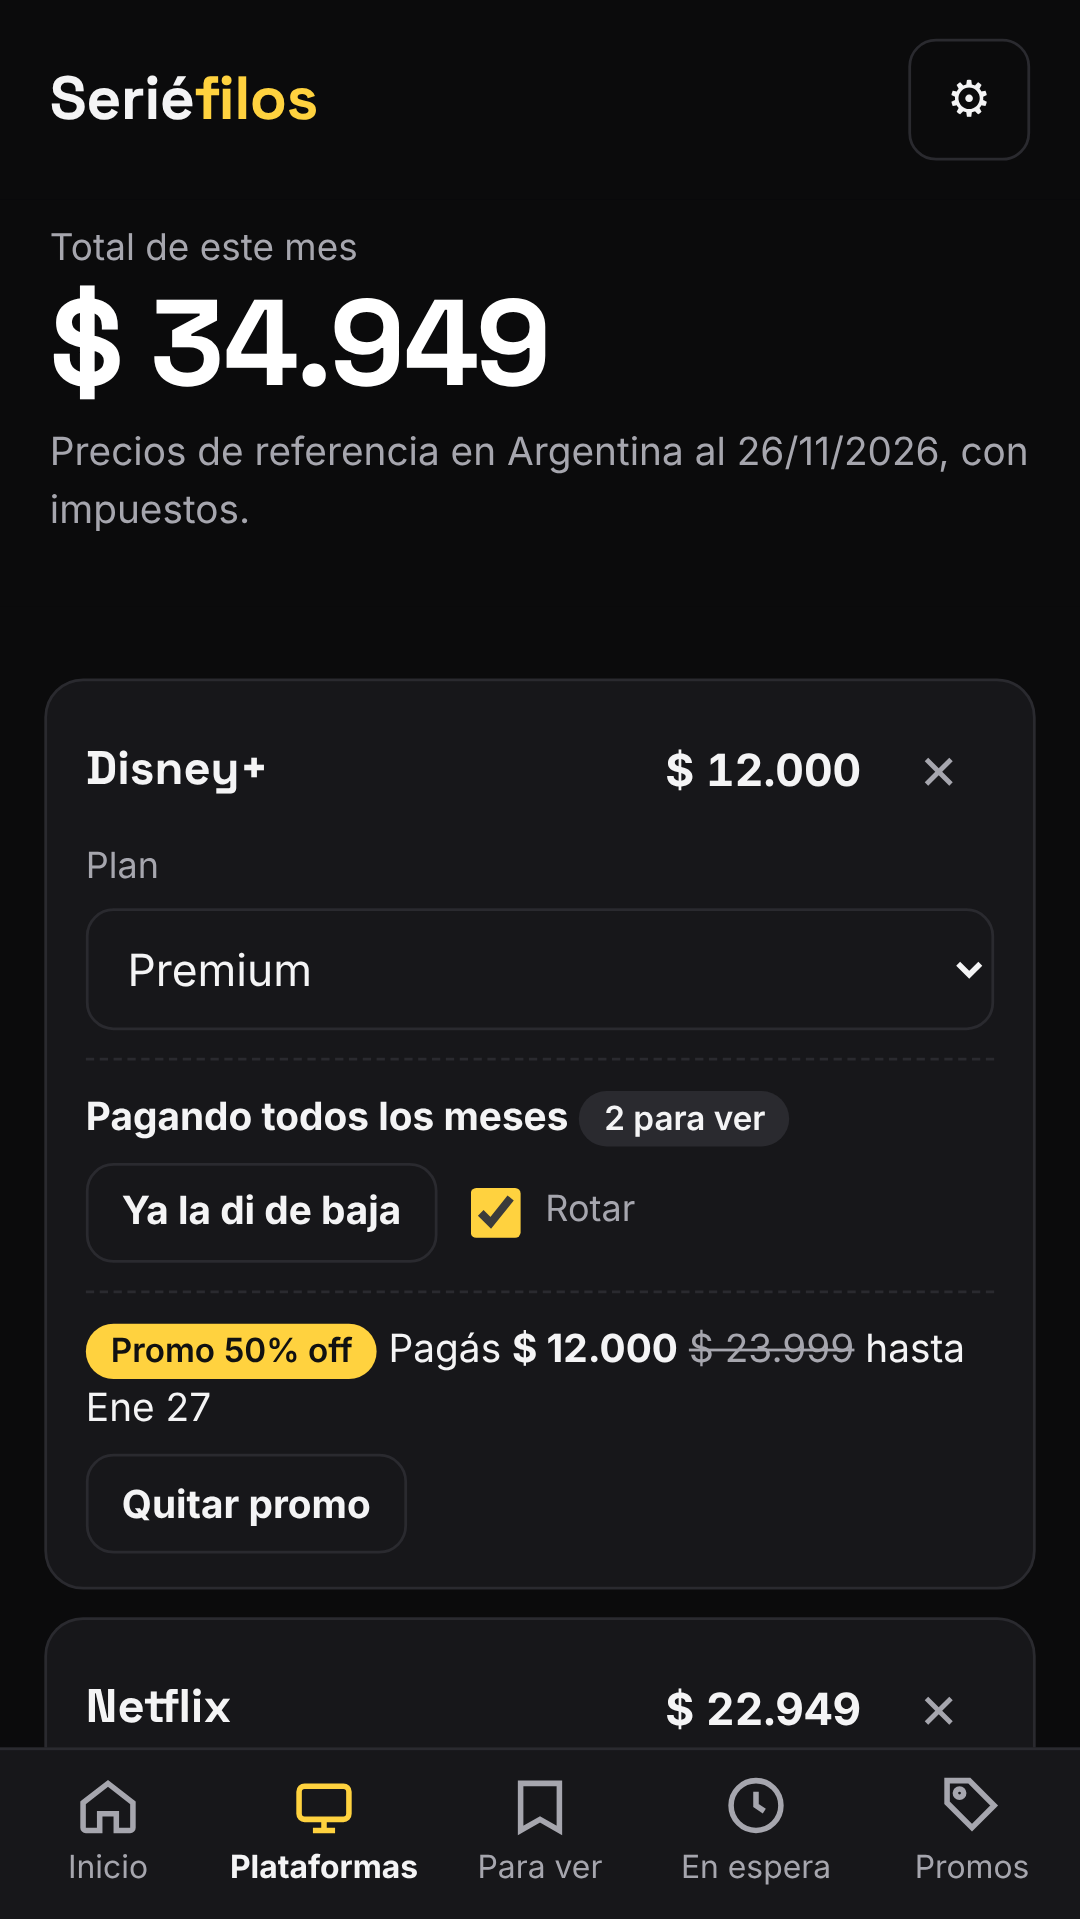 Seriéfilos
⚙
Total de este mes
$ 34.949
Precios de referencia en Argentina al 26/11/2026, con
impuestos.
Disney+ $ 12.000 ×
Plan
Premium
Pagando todos los meses 2 para ver
Ya la di de baja Rotar
Promo 50% off Pagás $ 12.000 $ 23.999 hasta
Ene 27
Quitar promo
Netflix $ 22.949 ×
Inicio Plataformas Para ver En espera Promos